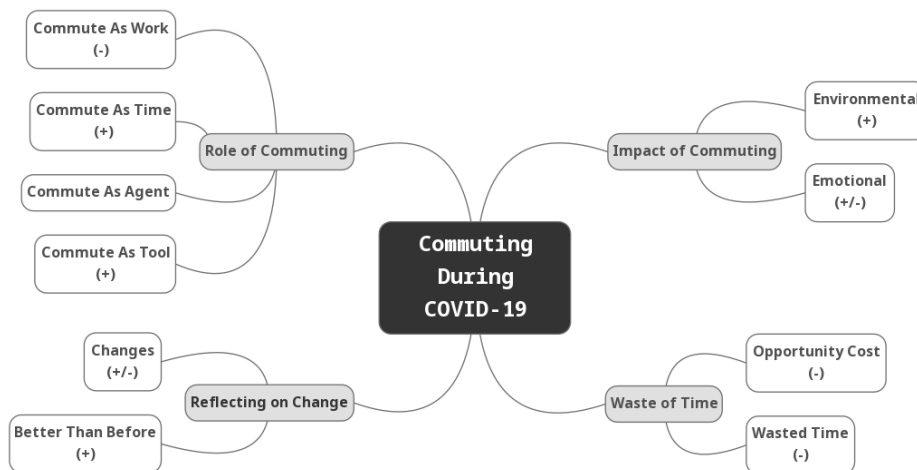 Commute As Work
(-)
Commute As Time
(+)
Role of Commuting
Commute As Agent
Commute As Tool
(+)
Environmental
(+)
Impact of Commuting
Emotional
(+/-)
Commuting
During
COVID-19
Changes
(+/-)
Reflecting on Change
Better Than Before
(+)
Opportunity Cost
(-)
Waste of Time
Wasted Time
(-)